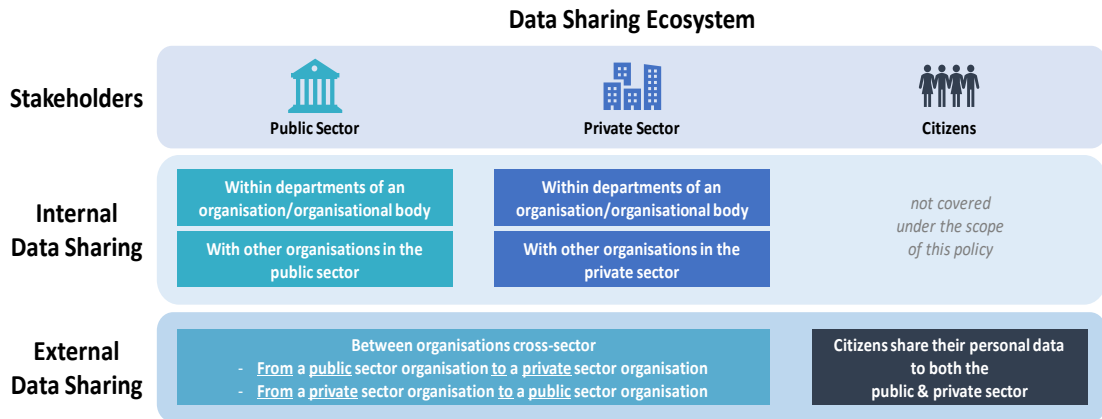 Data Sharing Ecosystem
Stakeholders
Public Sector
Private Sector
Citizens
Internal
Data Sharing
Within departments of an
organisation/organisational body
With other organisations in the
public sector
Within departments of an
organisation/organisational body
With other organisations in the
private sector
not covered
under the scope
of this policy
External
Data Sharing
Between organisations cross-sector
- From a public sector organisation to a private sector organisation
- From a private sector organisation to a public sector organisation
Citizens share their personal data
to both the
public & private sector